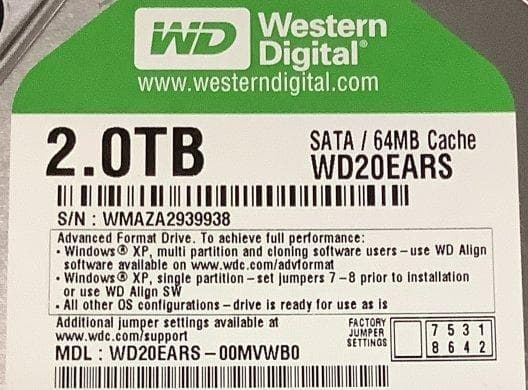 WD Western
Digital®
www.westerndigital.com
2.0TB
SATA / 64MB Cache
WD20EARS
S/N : WMAZA2939938
Advanced Format Drive. To achieve full performance:
· Windows® XP, multi partition and cloning software users – use WD Align
software available on www.wdc.com/advformat
· Windows® XP, single partition – set jumpers 7 – 8 prior to installation
or use WD Align SW
· All other OS configurations – drive is ready for use as is
Additional jumper settings available at
www.wdc.com/support
FACTORY
JUMPER
SETTINGS
7 5 3 1
8 6 4 2
MDL : WD20EARS – 00MVWB0